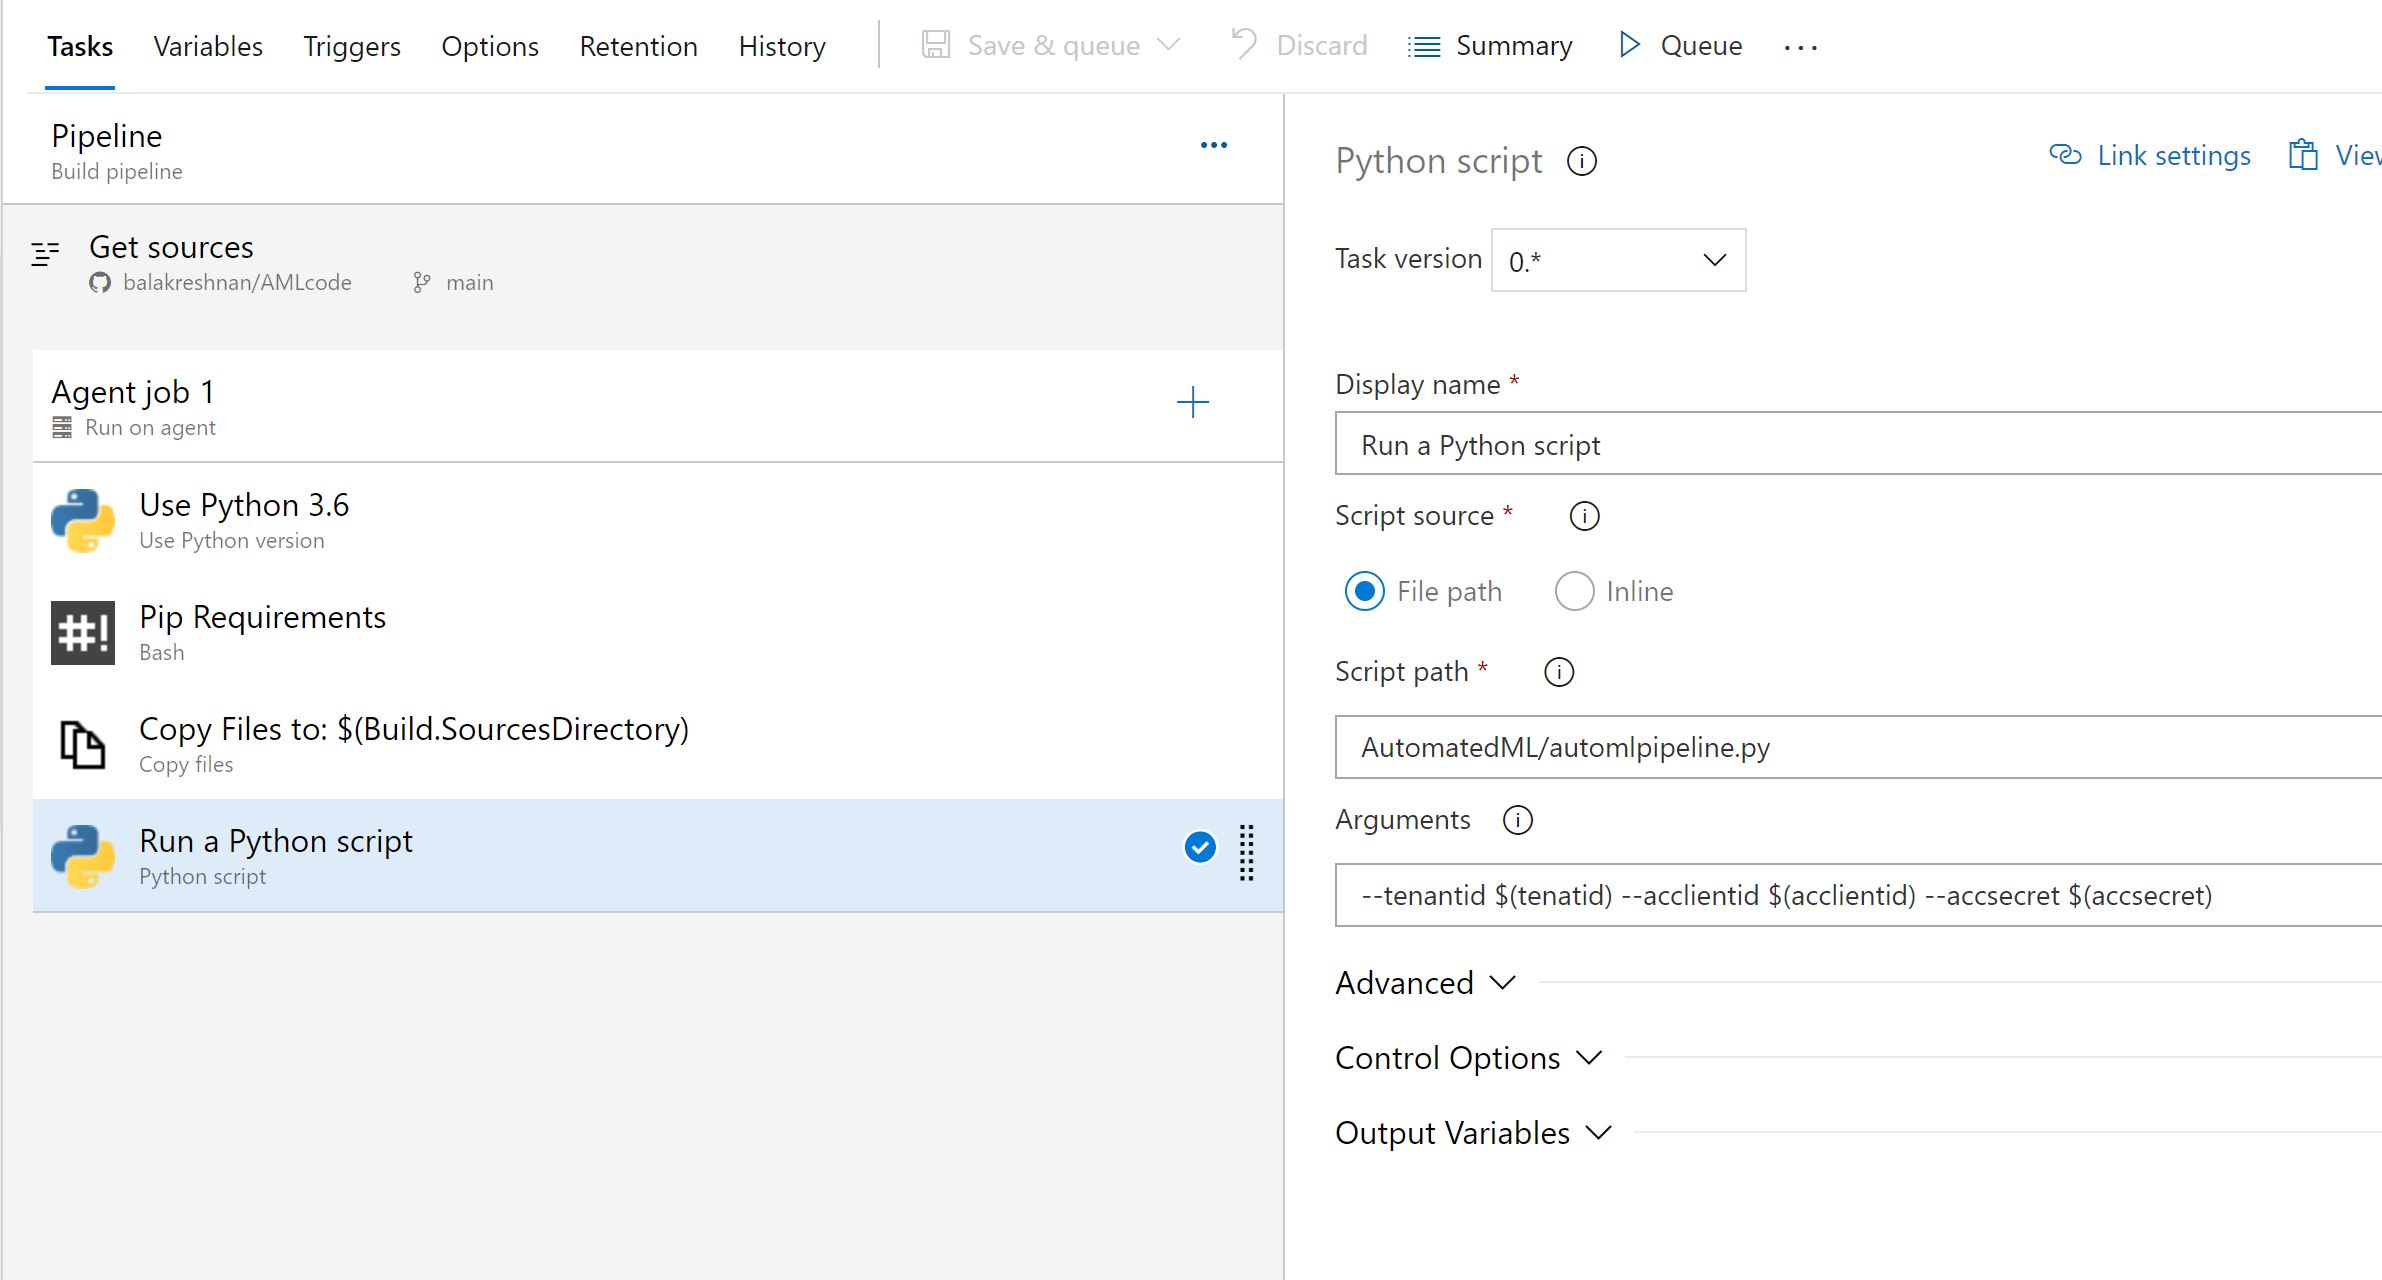 Tasks Variables Triggers Options Retention History Save & queue Discard Summary Queue ...
Pipeline
Build pipeline
Get sources
balakreshnan/AMLcode main
Agent job 1
Run on agent
Use Python 3.6
Use Python version
#!
Pip Requirements
Bash
Copy Files to: $(Build.SourcesDirectory)
Copy files
Run a Python script
Python script
Python script
Link settings
Task version 0.*
Display name *
Run a Python script
Script source *
File path Inline
Script path *
AutomatedML/automlpipeline.py
Arguments
--tenantid $(tenatid) --acclientid $(acclientid) --accsecret $(accsecret)
Advanced
Control Options
Output Variables